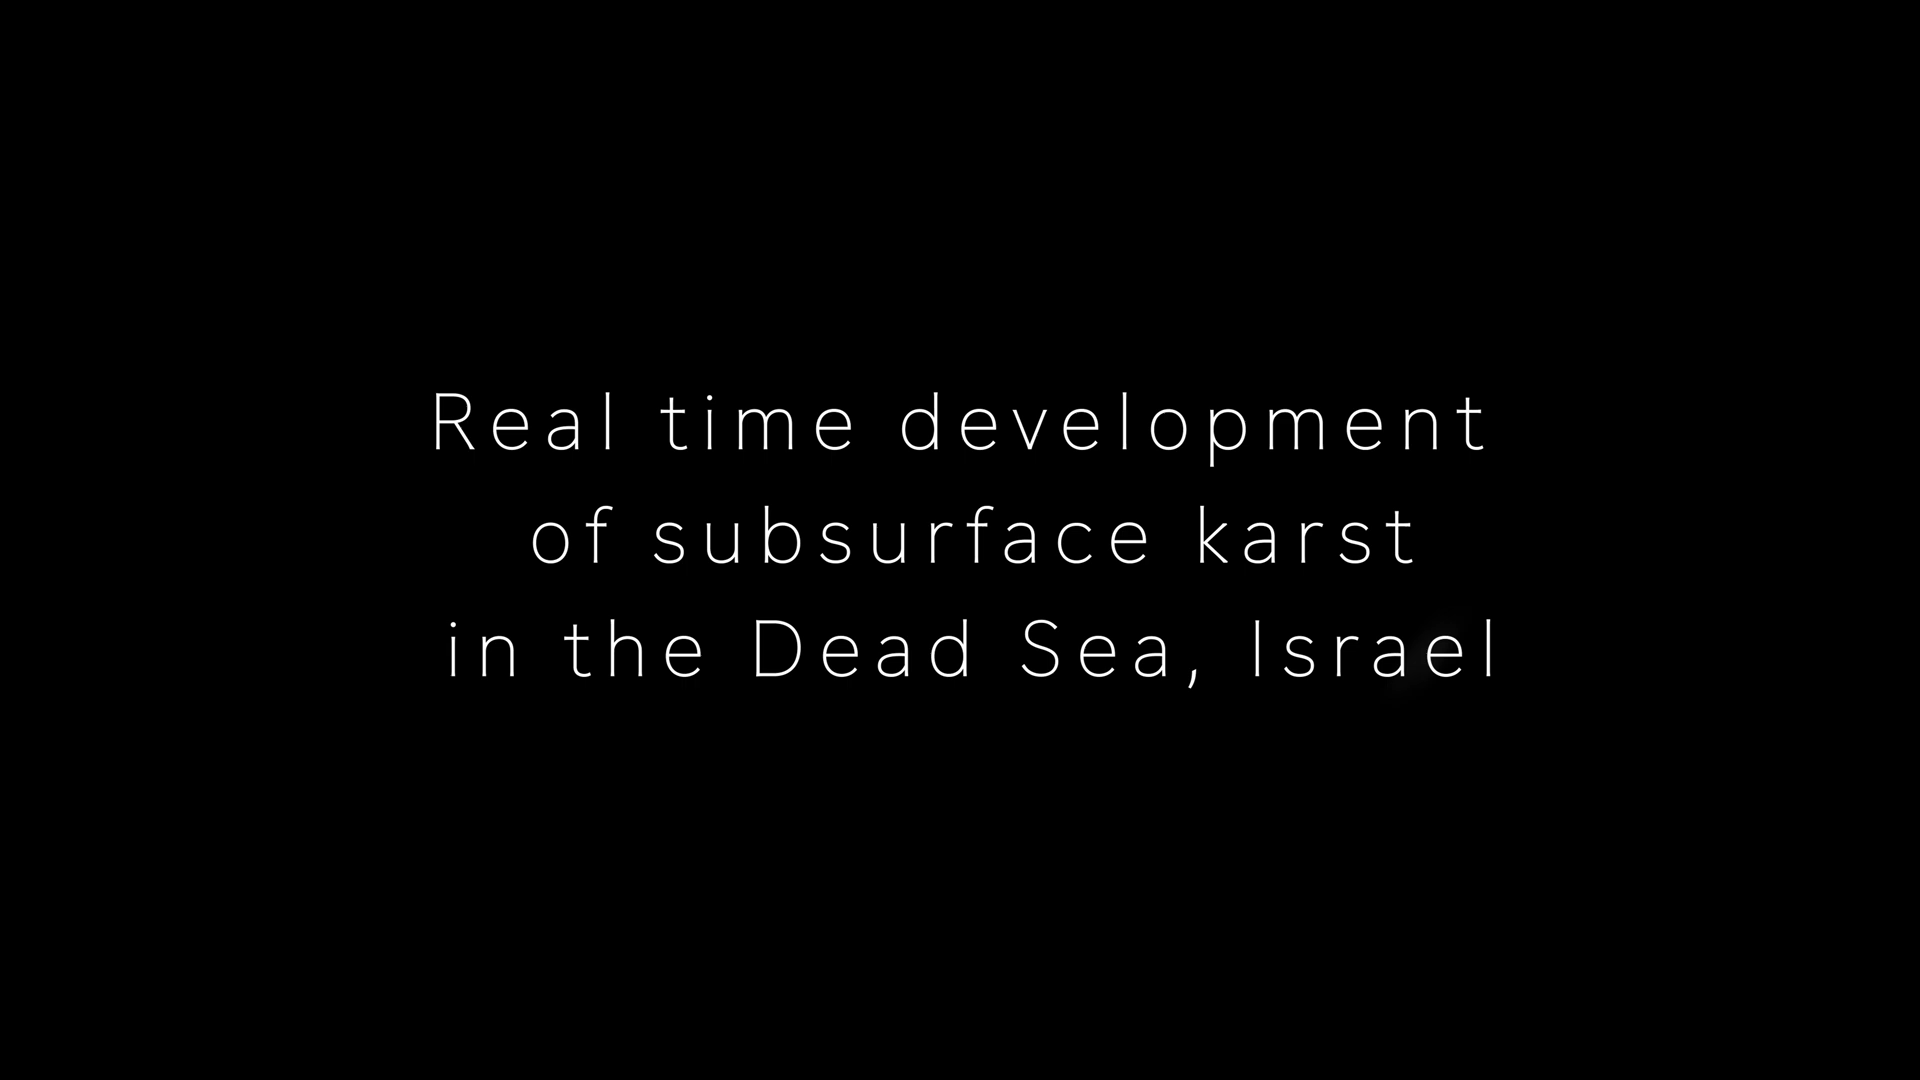 Real time development
of subsurface karst
in the Dead Sea, Israel